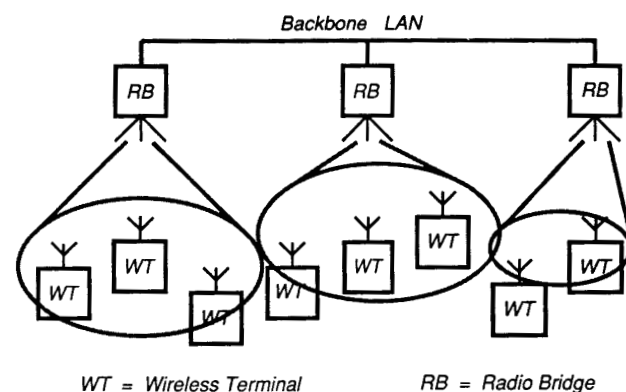 Backbone LAN
RB RB RB
WT
WT WT WT
WT WT
WT WT
WT = Wireless Terminal RB = Radio Bridge